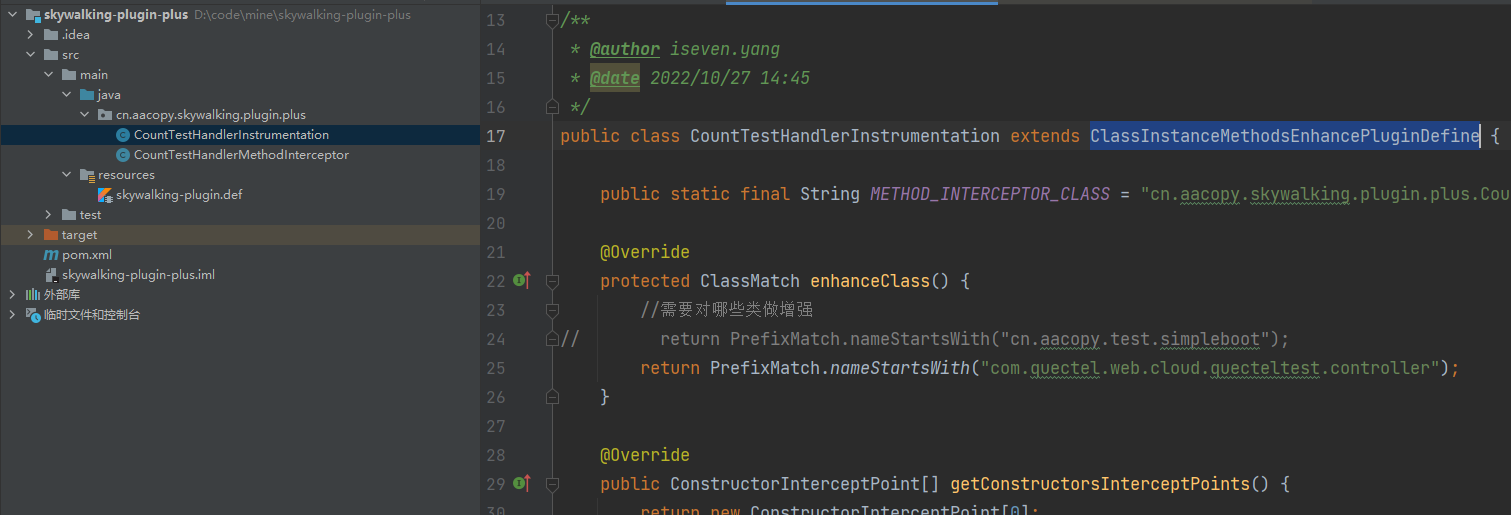 skywalking-plugin-plus D:\code\mine\skywalking-plugin-plus
.idea
src
main
java
cn.aacopy.skywalking.plugin.plus
CountTestHandlerInstrumentation
CountTestHandlerMethodInterceptor
resources
skywalking-plugin.def
test
target
pom.xml
skywalking-plugin-plus.iml
外部库
临时文件和控制台
13 /**
14 * @author iseven.yang
15 * @date 2022/10/27 14:45
16 */
17 public class CountTestHandlerInstrumentation extends ClassInstanceMethodsEnhancePluginDefine {
18
19 public static final String METHOD_INTERCEPTOR_CLASS = "cn.aacopy.skywalking.plugin.plus.Cou
20
21 @Override
22 protected ClassMatch enhanceClass() {
23 //需要对哪些类做增强
24 // return PrefixMatch.nameStartsWith("cn.aacopy.test.simpleboot");
25 return PrefixMatch.nameStartsWith("com.quectel.web.cloud.quecteltest.controller");
26 }
27
28 @Override
29 public ConstructorInterceptPoint[] getConstructorsInterceptPoints() {
30 return new ConstructorInterceptPoint[0];